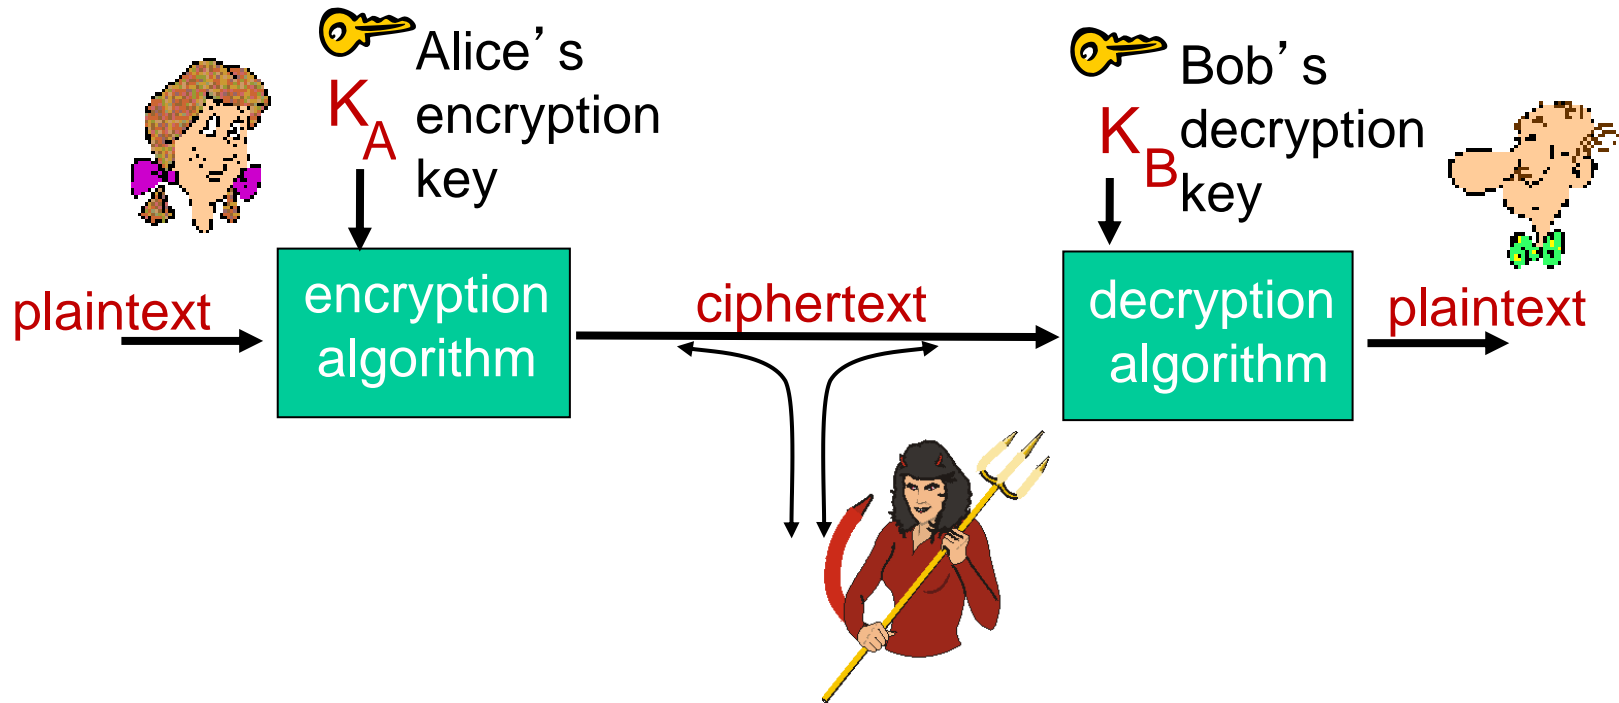 Alice’s
encryption
key
K
A
Bob’s
decryption
key
K
B
plaintext
encryption
algorithm
ciphertext
decryption
algorithm
plaintext